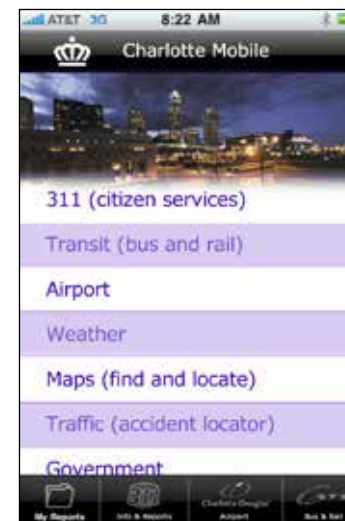 AT&T 3G 8:22 AM
Charlotte Mobile
311 (citizen services)
Transit (bus and rail)
Airport
Weather
Maps (find and locate)
Traffic (accident locator)
Government
My Reports
Info & Reports
Airport
Bus & Rail